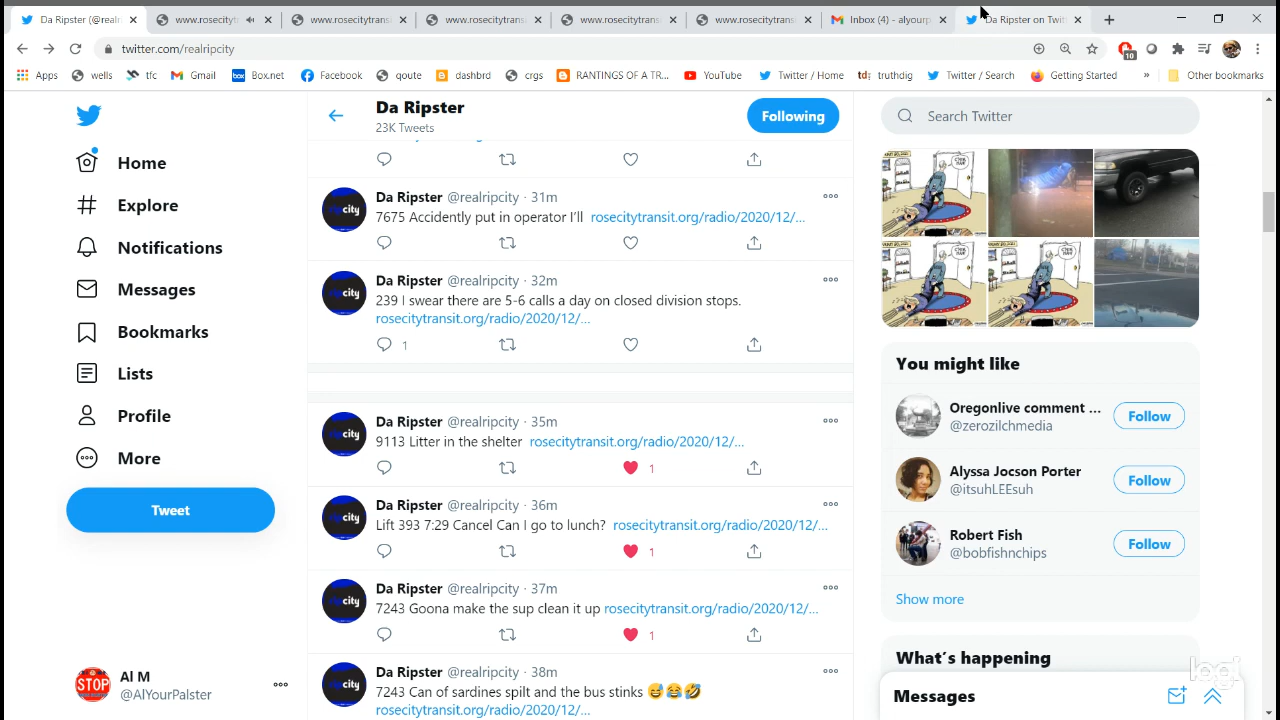 Da Ripster (@realr
www.rosecityt
www.rosecitytrans
www.rosecitytrans
www.rosecitytrans
www.rosecitytrans
Inbox (4) - alyourp
Da Ripster on Twit
twitter.com/realripcity
10
Apps
wells
tfc
Gmail
Box.net
Facebook
qoute
dashbrd
crgs
RANTINGS OF A TR...
YouTube
Twitter / Home
truthdig
Twitter / Search
Getting Started
»
Other bookmarks
Home
Explore
Notifications
Messages
Bookmarks
Lists
Profile
More
Tweet
Al M
@AlYourPalster
Da Ripster
23K Tweets
Following
Da Ripster @realripcity · 31m
7675 Accidently put in operator I'll rosecitytransit.org/radio/2020/12/...
Da Ripster @realripcity · 32m
239 I swear there are 5-6 calls a day on closed division stops.
rosecitytransit.org/radio/2020/12/...
1
Da Ripster @realripcity · 35m
9113 Litter in the shelter rosecitytransit.org/radio/2020/12/...
1
Da Ripster @realripcity · 36m
Lift 393 7:29 Cancel Can I go to lunch? rosecitytransit.org/radio/2020/12/...
1
Da Ripster @realripcity · 37m
7243 Goona make the sup clean it up rosecitytransit.org/radio/2020/12/...
1
Da Ripster @realripcity · 38m
7243 Can of sardines spilt and the bus stinks 😅😂🤣
rosecitytransit.org/radio/2020/12/...
Search Twitter
You might like
Oregonlive comment ...
@zerozilchmedia
Follow
Alyssa Jocson Porter
@itsuhLEEsuh
Follow
Robert Fish
@bobfishnchips
Follow
Show more
What's happening
Messages
logi
STOP
city
city
city
city
city
city